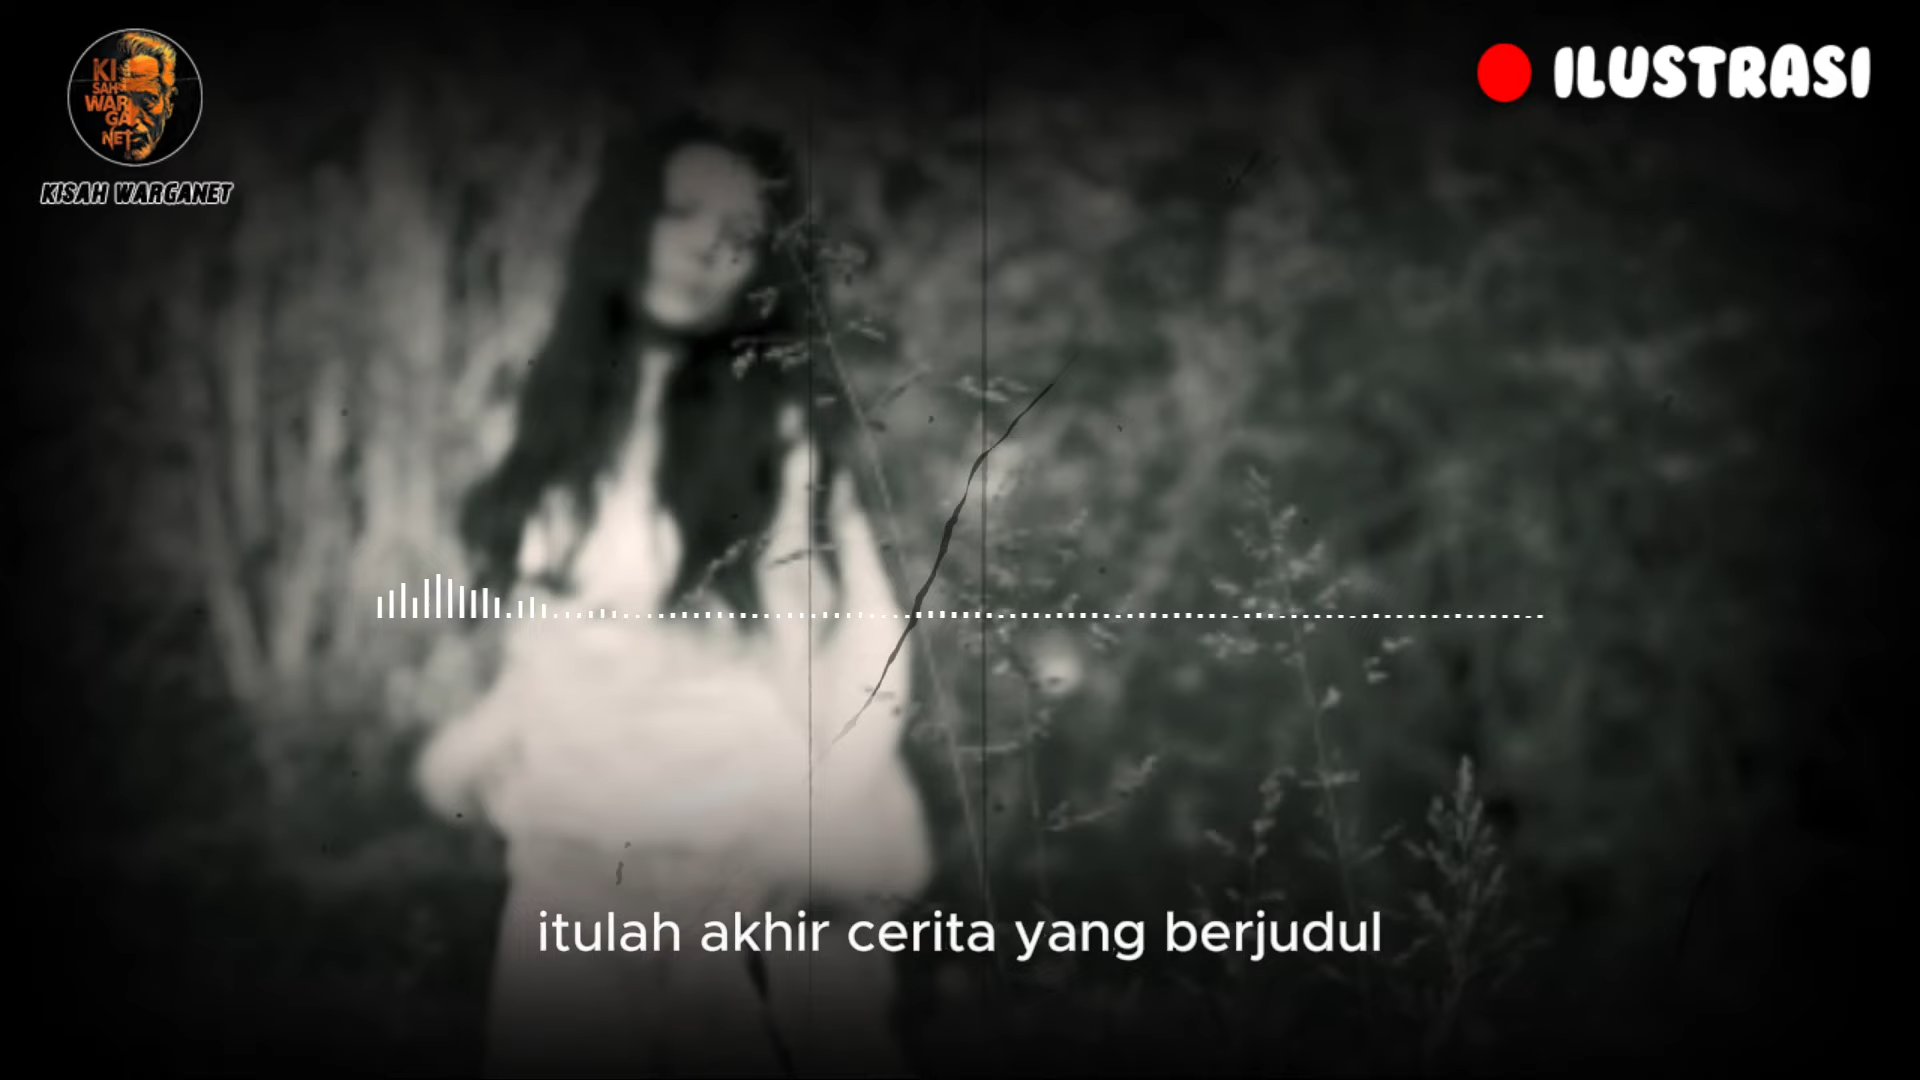 KI
SAH
WAR
GA
NET
KISAH WARGANET
ILUSTRASI
itulah akhir cerita yang berjudul